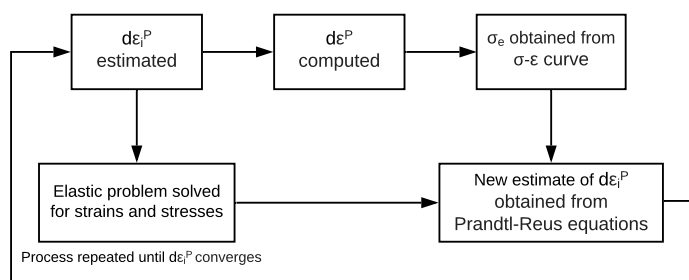 dεᵢᴾ
estimated
dεᴾ
computed
σₑ obtained from
σ-ε curve
Elastic problem solved
for strains and stresses
New estimate of dεᵢᴾ
obtained from
Prandtl-Reus equations
Process repeated until dεᵢᴾ converges